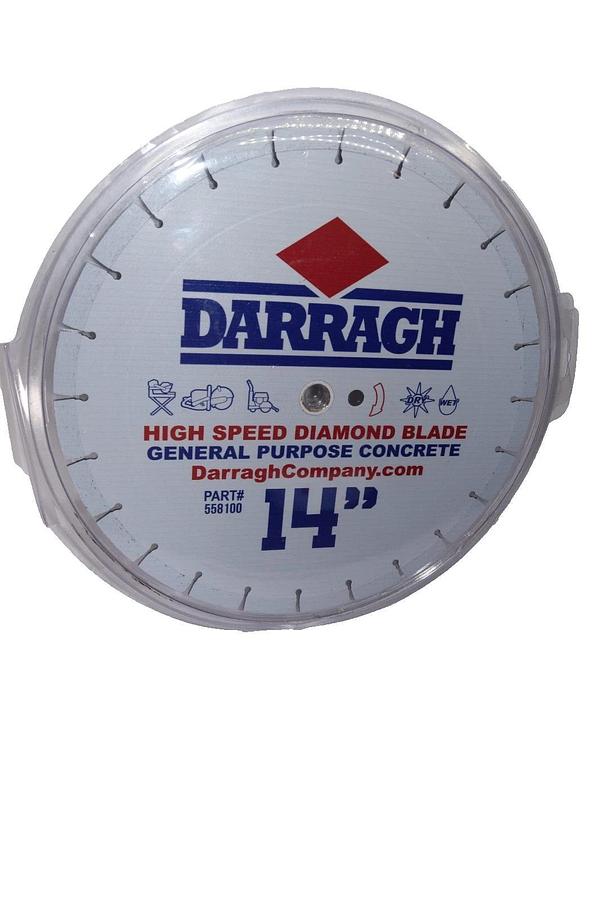 DARRAGH
DRY WET
HIGH SPEED DIAMOND BLADE
GENERAL PURPOSE CONCRETE
DarraghCompany.com
PART# 14”
558100